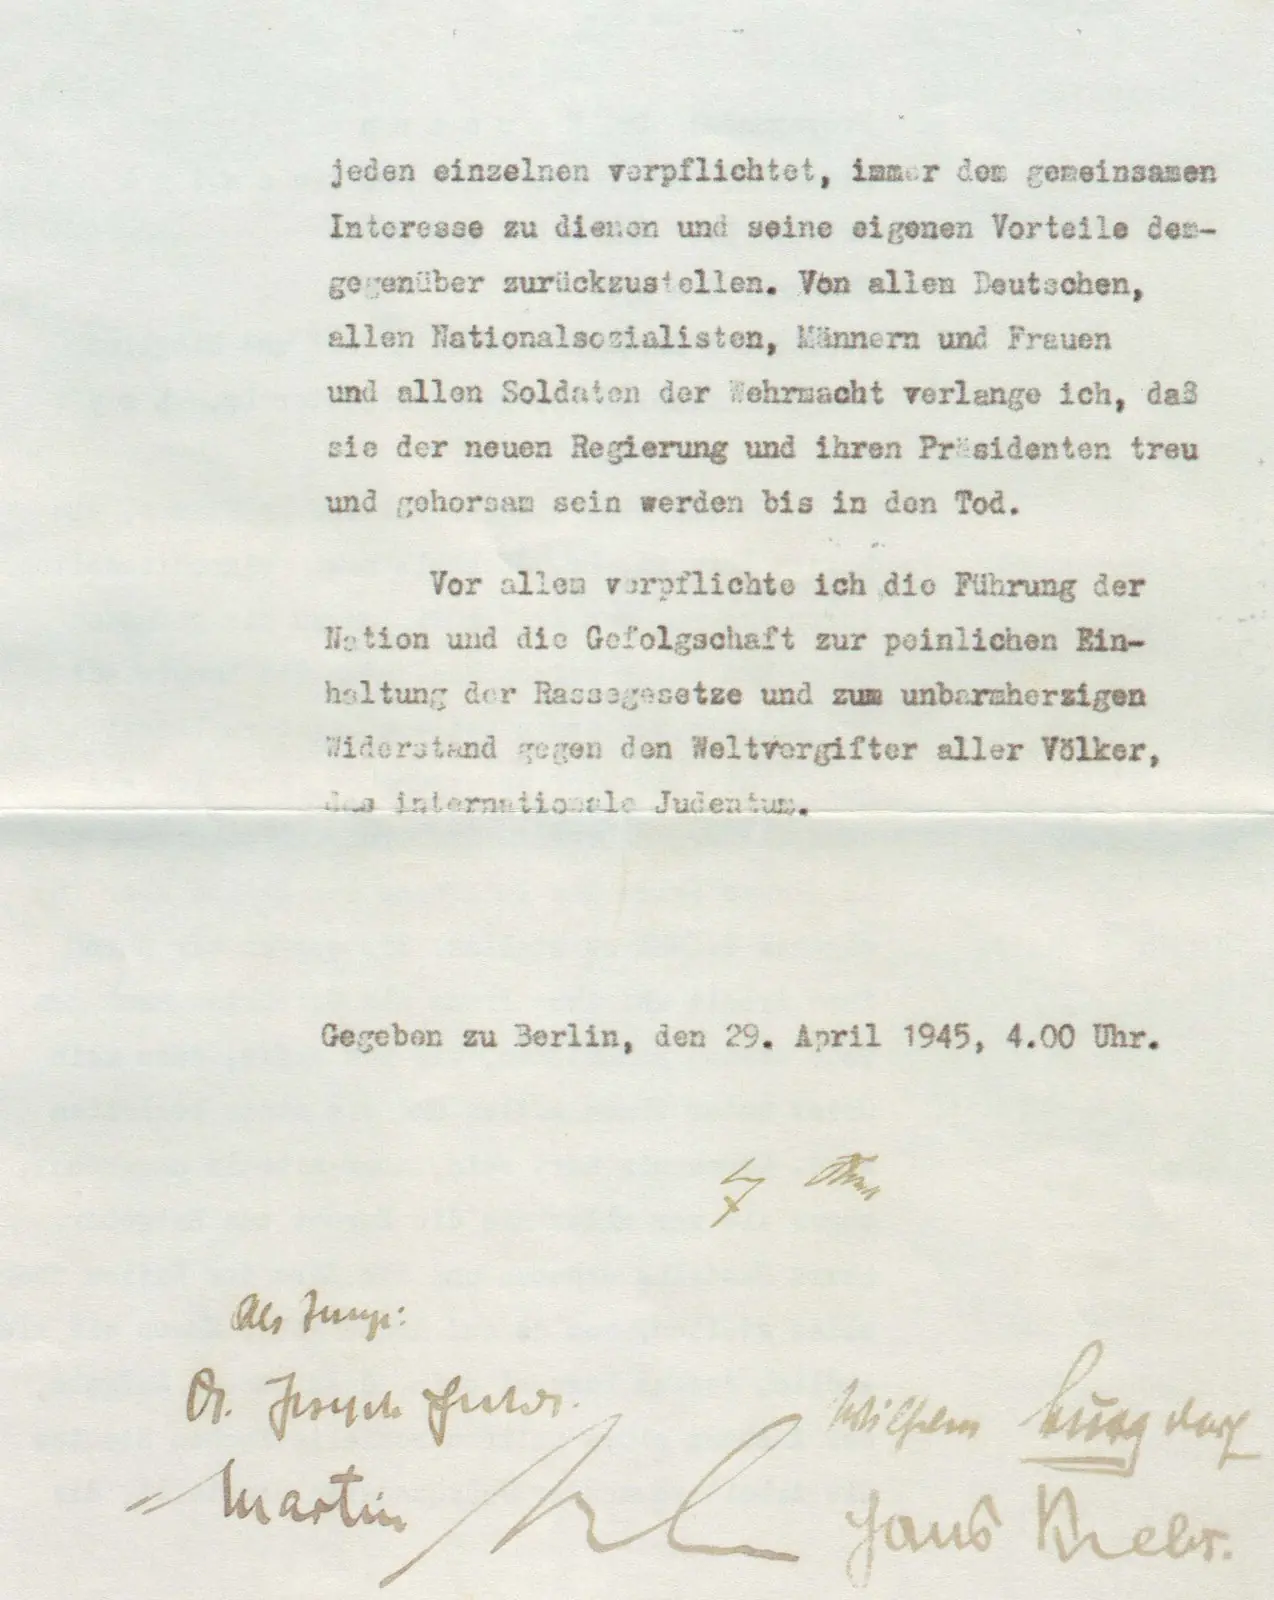 jeden einzelnen verpflichtet, immer dem gemeinsamen
Interesse zu dienen und seine eigenen Vorteile dem-
gegenüber zurückzustellen. Von allen Deutschen,
allen Nationalsozialisten, Männern und Frauen
und allen Soldaten der Wehrmacht verlange ich, daß
sie der neuen Regierung und ihren Präsidenten treu
und gehorsam sein werden bis in den Tod.
Vor allem verpflichte ich die Führung der
Nation und die Gefolgschaft zur peinlichen Ein-
haltung der Rassegesetze und zum unbarmherzigen
Widerstand gegen den Weltvergifter aller Völker,
das internationale Judentum.
Gegeben zu Berlin, den 29. April 1945, 4.00 Uhr.
Als Zeuge:
Dr. Joseph
Wilhelm Burgdorf
Martin
Hans Krebs.